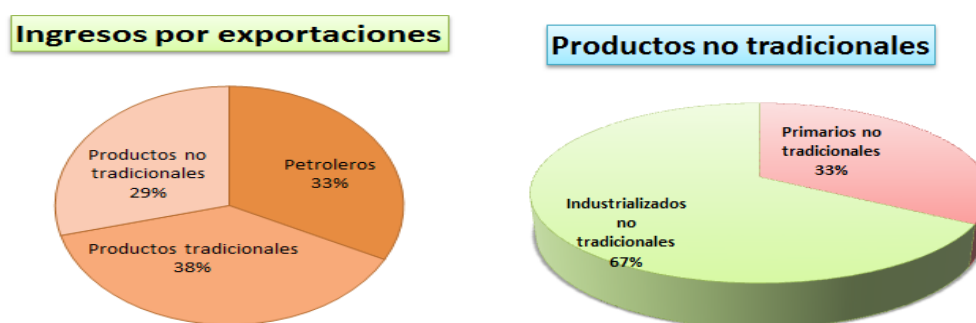 Ingresos por exportaciones
Productos no
tradicionales
29%
Petroleros
33%
Productos tradicionales
38%
Productos no tradicionales
Primarios no
tradicionales
33%
Industrializados
no
tradicionales
67%